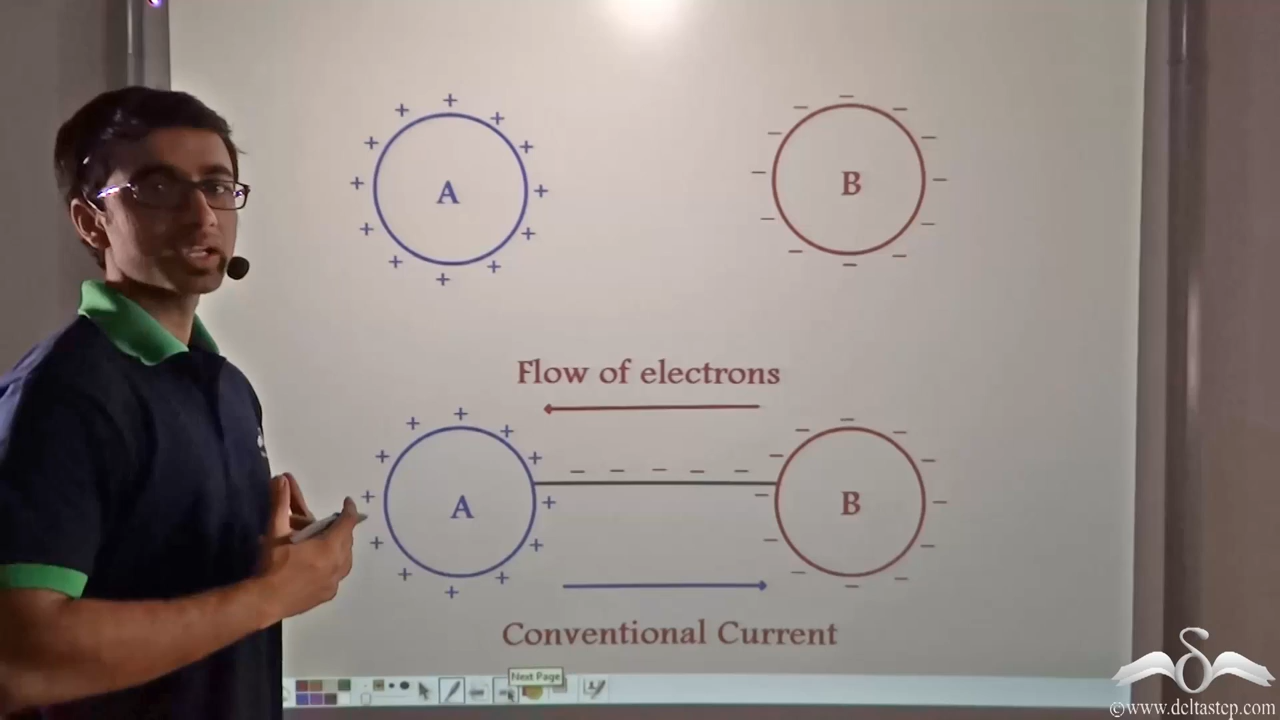 A
B
Flow of electrons
A
B
Conventional Current
Next Page
©www.deltastep.com